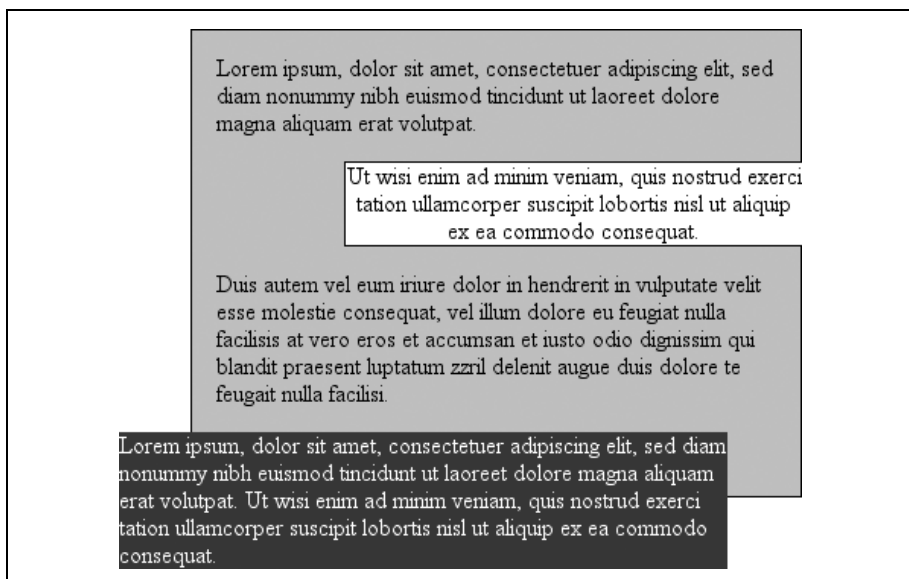 Lorem ipsum, dolor sit amet, consectetuer adipiscing elit, sed
diam nonummy nibh euismod tincidunt ut laoreet dolore
magna aliquam erat volutpat.
Ut wisi enim ad minim veniam, quis nostrud exerci
tation ullamcorper suscipit lobortis nisl ut aliquip
ex ea commodo consequat.
Duis autem vel eum iriure dolor in hendrerit in vulputate velit
esse molestie consequat, vel illum dolore eu feugiat nulla
facilisis at vero eros et accumsan et iusto odio dignissim qui
blandit praesent luptatum zzril delenit augue duis dolore te
feugait nulla facilisi.
Lorem ipsum, dolor sit amet, consectetuer adipiscing elit, sed diam
nonummy nibh euismod tincidunt ut laoreet dolore magna aliquam
erat volutpat. Ut wisi enim ad minim veniam, quis nostrud exerci
tation ullamcorper suscipit lobortis nisl ut aliquip ex ea commodo
consequat.